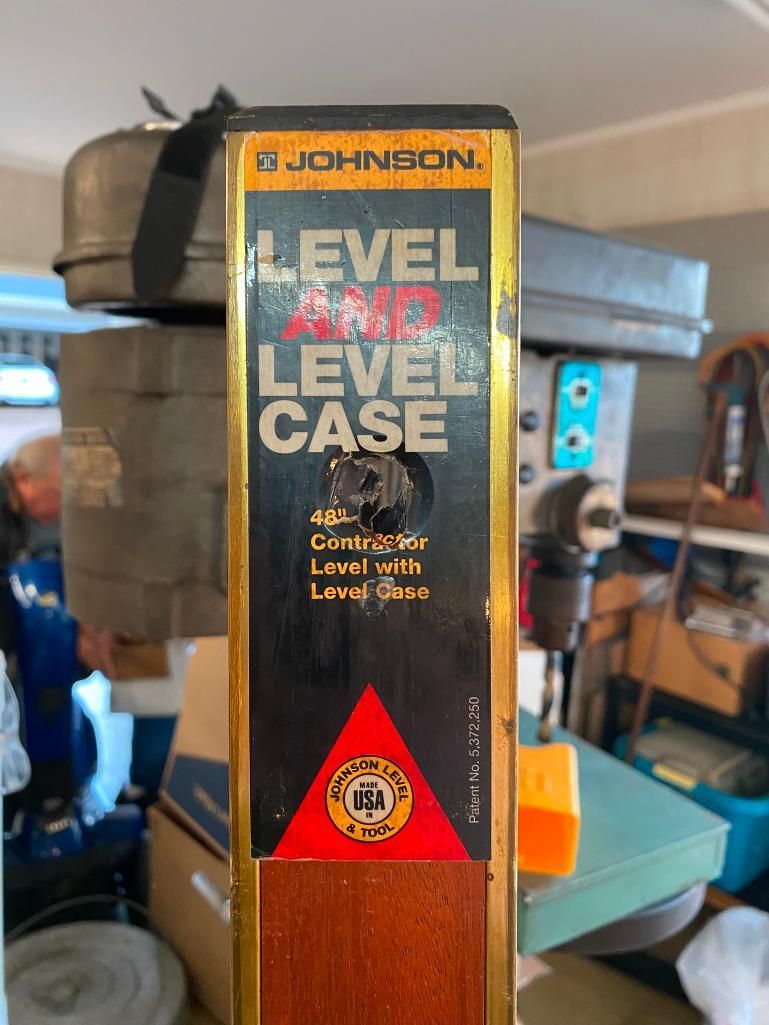 JOHNSON®
LEVEL
AND
LEVEL
CASE
48"
Contractor
Level with
Level Case
Patent No. 5,372,250
JOHNSON LEVEL
MADE
USA
IN
& TOOL